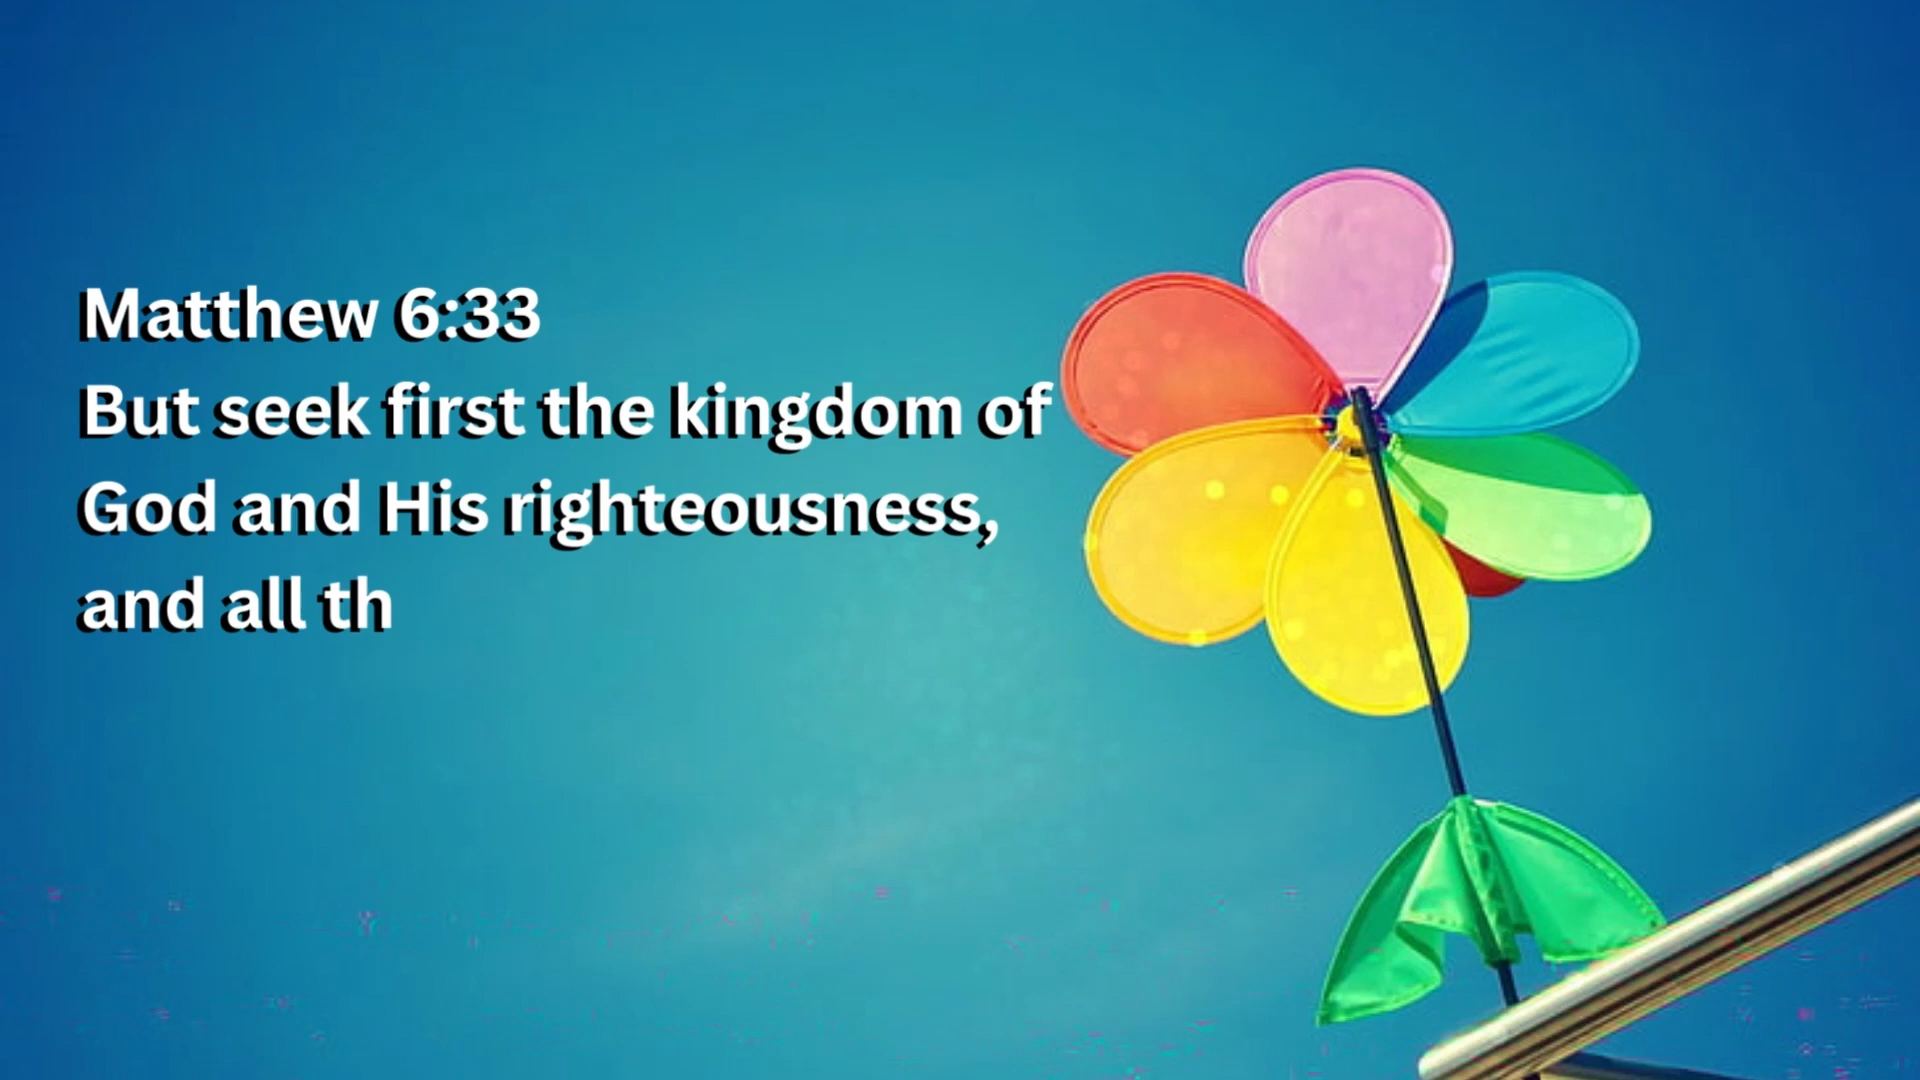 Matthew 6:33
But seek first the kingdom of
God and His righteousness,
and all th